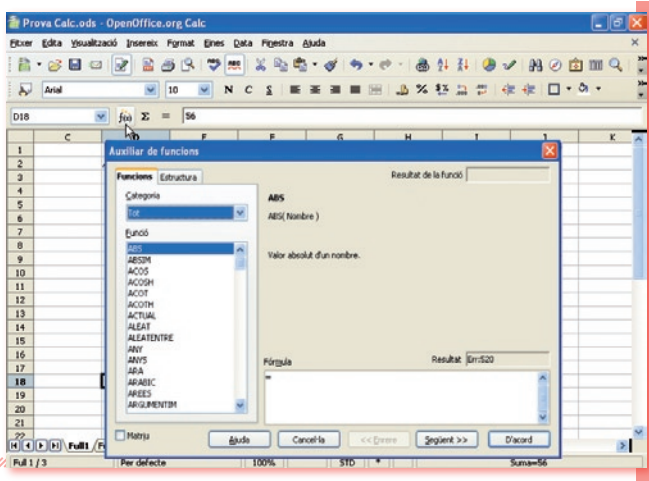 Prova Calc.ods - OpenOffice.org Calc
Fitxer Edita Visualització Insereix Format Eines Data Finestra Ajuda
Arial 10 N C S
D18 f(x) Σ = 56
C D E F G H I J K
Auxiliar de funcions
Funcions Estructura Resultat de la funció
Categoria
Tot
ABS
ABS( Nombre )
Funció
ABS
Valor absolut d'un nombre.
ABSIM
ACOS
ACOSH
ACOT
ACOTH
ACTUAL
ALEAT
ALEATENTRE
ANY
ANYS
Fórmula Resultat Err:520
ARA
=
ARABIC
AREES
ARGUMENTIM
Matriu Ajuda Cancel·la << Enrere Següent >> D'acord
1
2
3
4
5
6
7
8
9
10
11
12
13
14
15
16
17
18
19
20
21
22
Full1
Full 1 / 3 Per defecte 100% STD * Suma=56